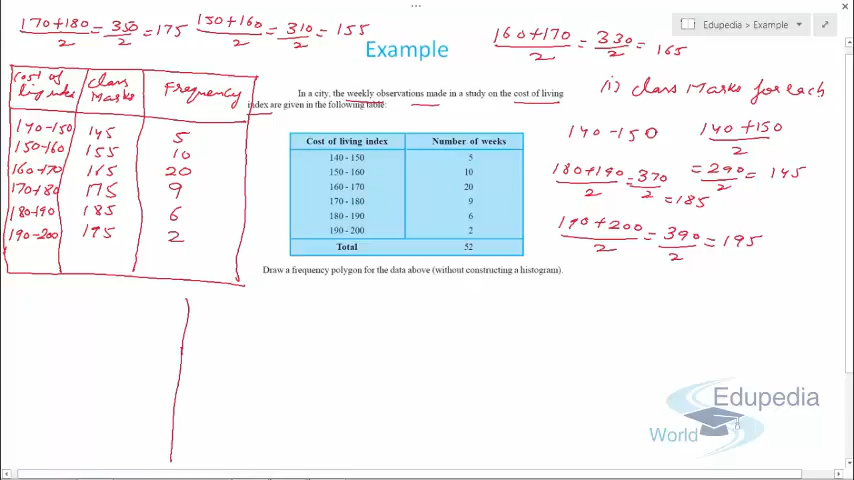 Edupedia > Example
170+180/2 = 350/2 = 175
150+160/2 = 310/2 = 155
160+170/2 = 330/2 = 165
Example
In a city, the weekly observations made in a study on the cost of living
index are given in the following table:
Cost of living index Number of weeks
140 - 150 5
150 - 160 10
160 - 170 20
170 - 180 9
180 - 190 6
190 - 200 2
Total 52
Draw a frequency polygon for the data above (without constructing a histogram).
Cost of
living index
Class
Marks
Frequency
140-150 145 5
150-160 155 10
160-170 165 20
170+80 175 9
180-190 185 6
190-200 195 2
i) Class Marks for each
140-150 140+150/2
= 290/2 = 145
180+190/2 = 370/2
= 185
190+200/2 = 390/2 = 195
Edupedia
World